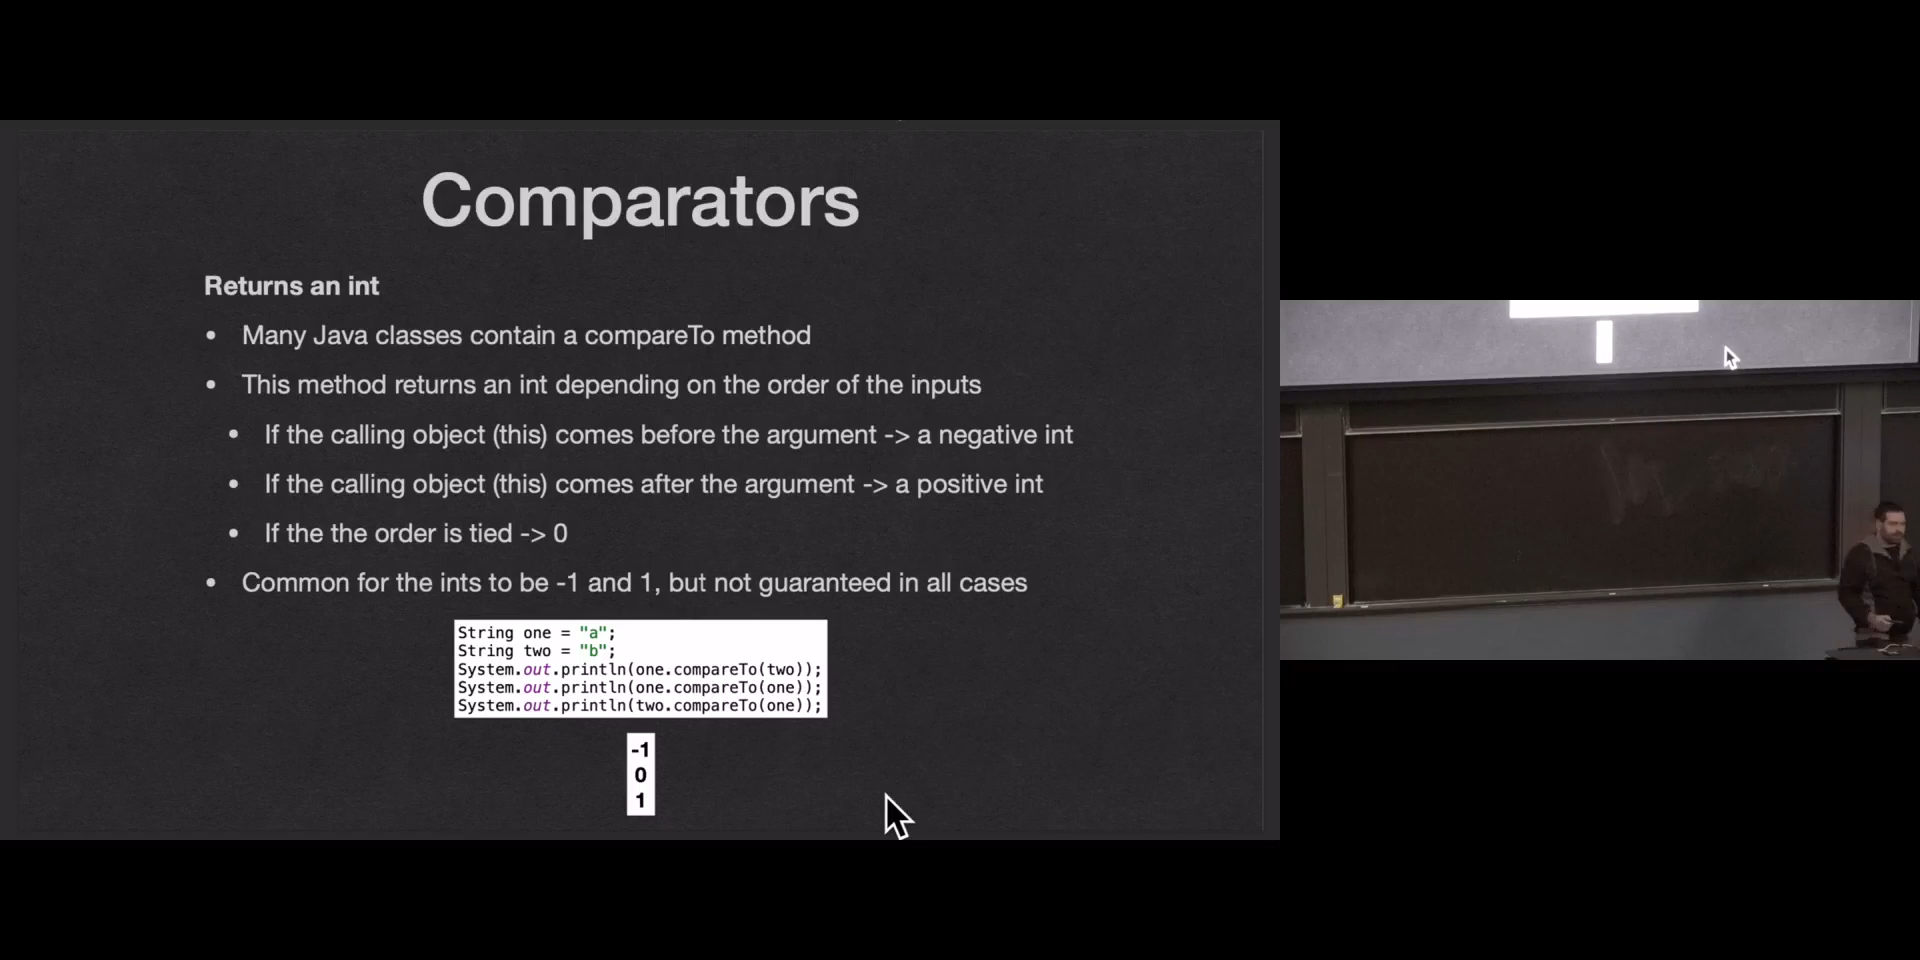 Comparators
Returns an int
• Many Java classes contain a compareTo method
• This method returns an int depending on the order of the inputs
• If the calling object (this) comes before the argument -> a negative int
• If the calling object (this) comes after the argument -> a positive int
• If the the order is tied -> 0
• Common for the ints to be -1 and 1, but not guaranteed in all cases
String one = "a";
String two = "b";
System.out.println(one.compareTo(two));
System.out.println(one.compareTo(one));
System.out.println(two.compareTo(one));
-1
0
1